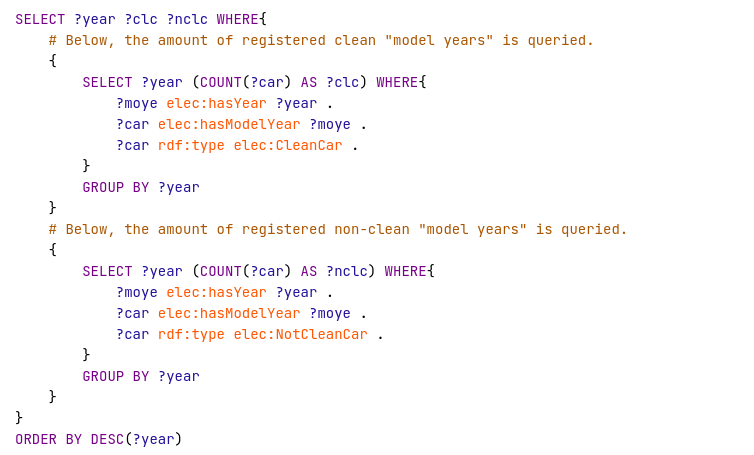 SELECT ?year ?clc ?nclc WHERE{
    # Below, the amount of registered clean "model years" is queried.
    {
        SELECT ?year (COUNT(?car) AS ?clc) WHERE{
            ?moye elec:hasYear ?year .
            ?car elec:hasModelYear ?moye .
            ?car rdf:type elec:CleanCar .
        }
        GROUP BY ?year
    }
    # Below, the amount of registered non-clean "model years" is queried.
    {
        SELECT ?year (COUNT(?car) AS ?nclc) WHERE{
            ?moye elec:hasYear ?year .
            ?car elec:hasModelYear ?moye .
            ?car rdf:type elec:NotCleanCar .
        }
        GROUP BY ?year
    }
}
ORDER BY DESC(?year)